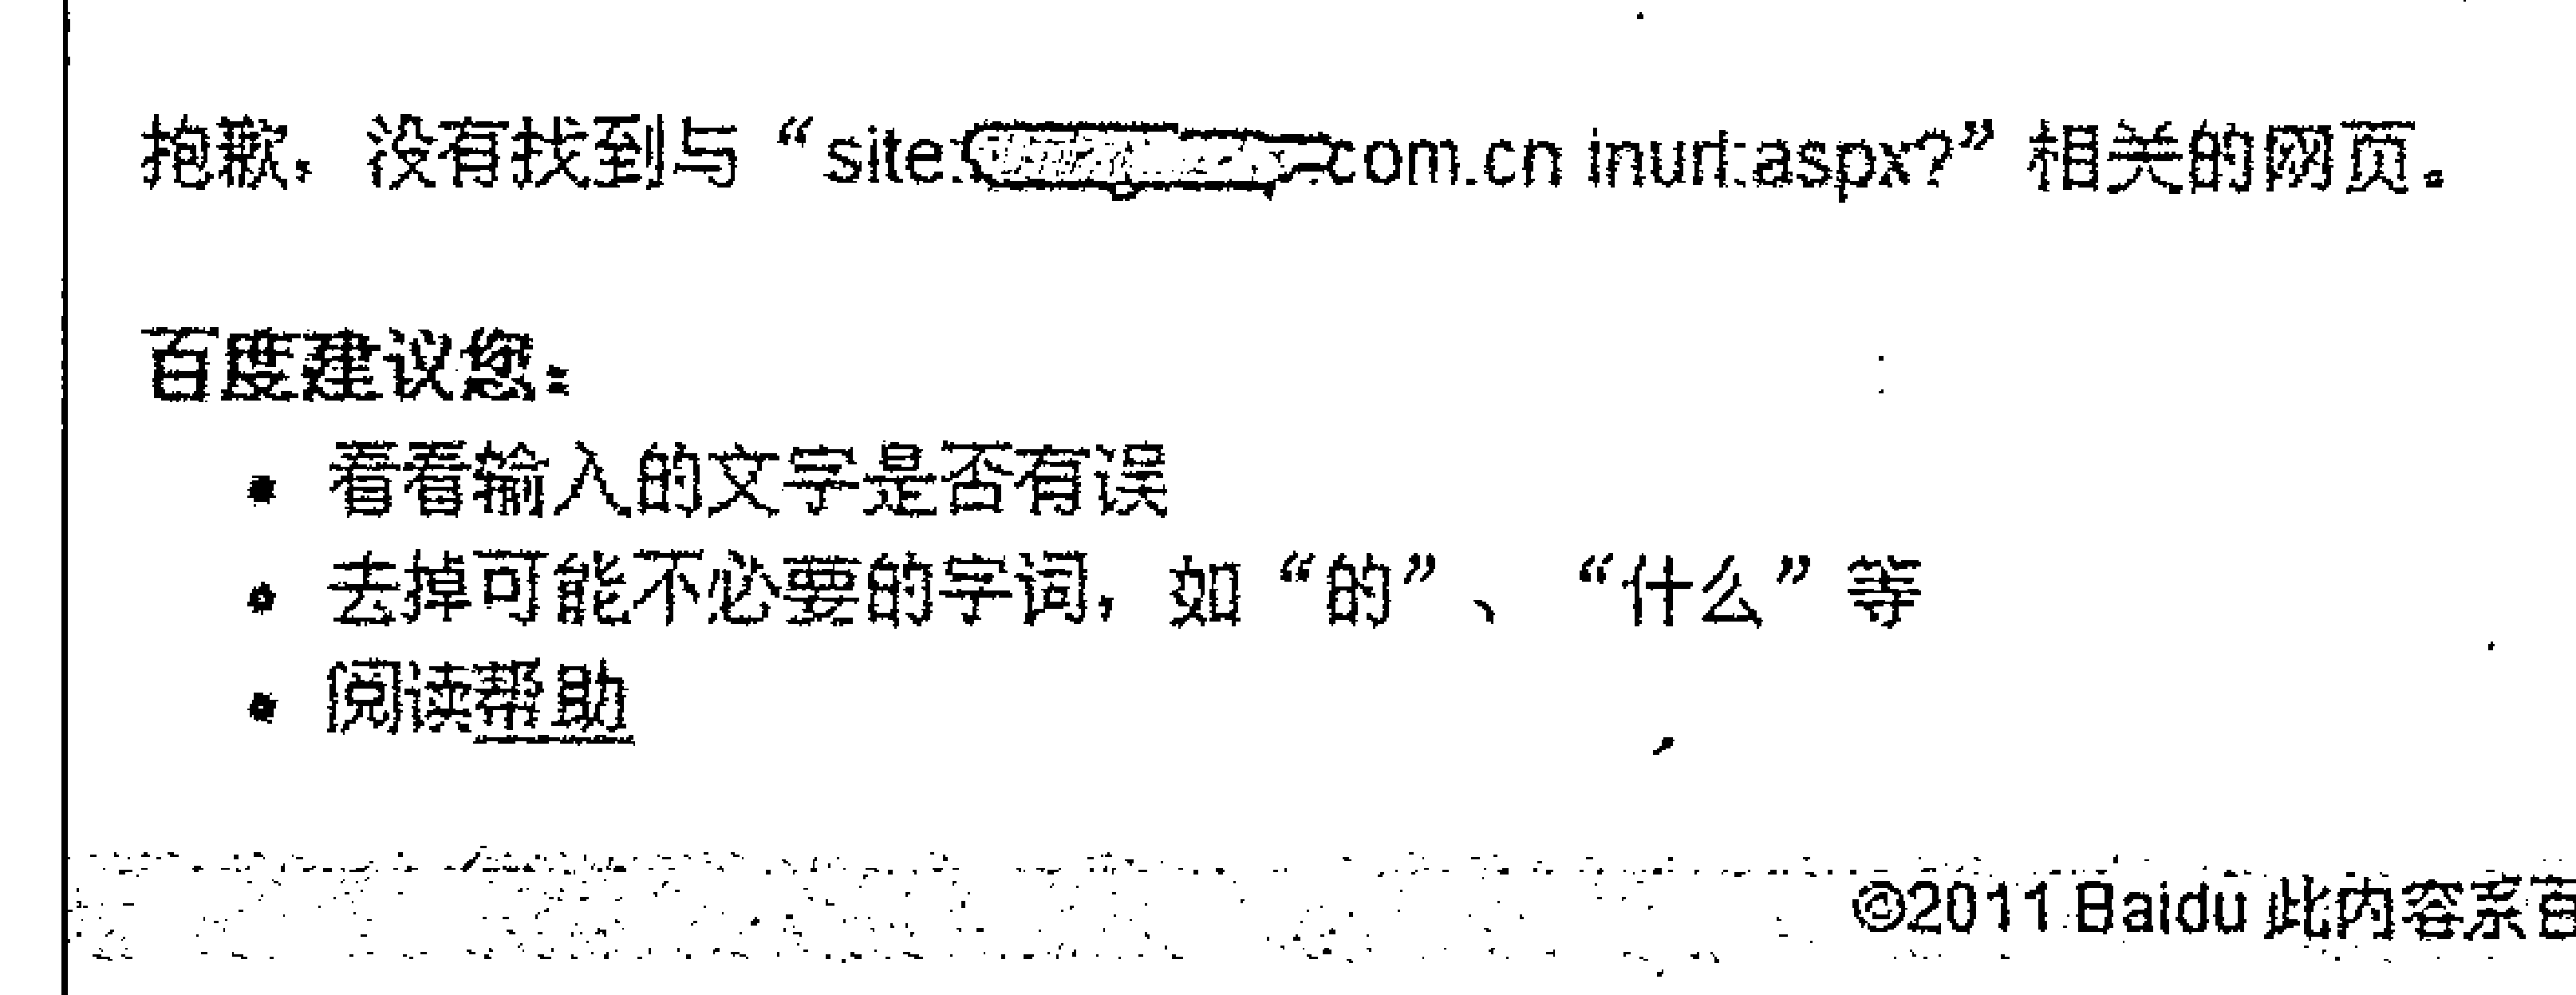 抱歉，没有找到与“site:.com.cn inurl:aspx?”相关的网页。
百度建议您：
• 看看输入的文字是否有误
• 去掉可能不必要的字词，如“的”、“什么”等
• 阅读帮助
©2011 Baidu 此内容系百